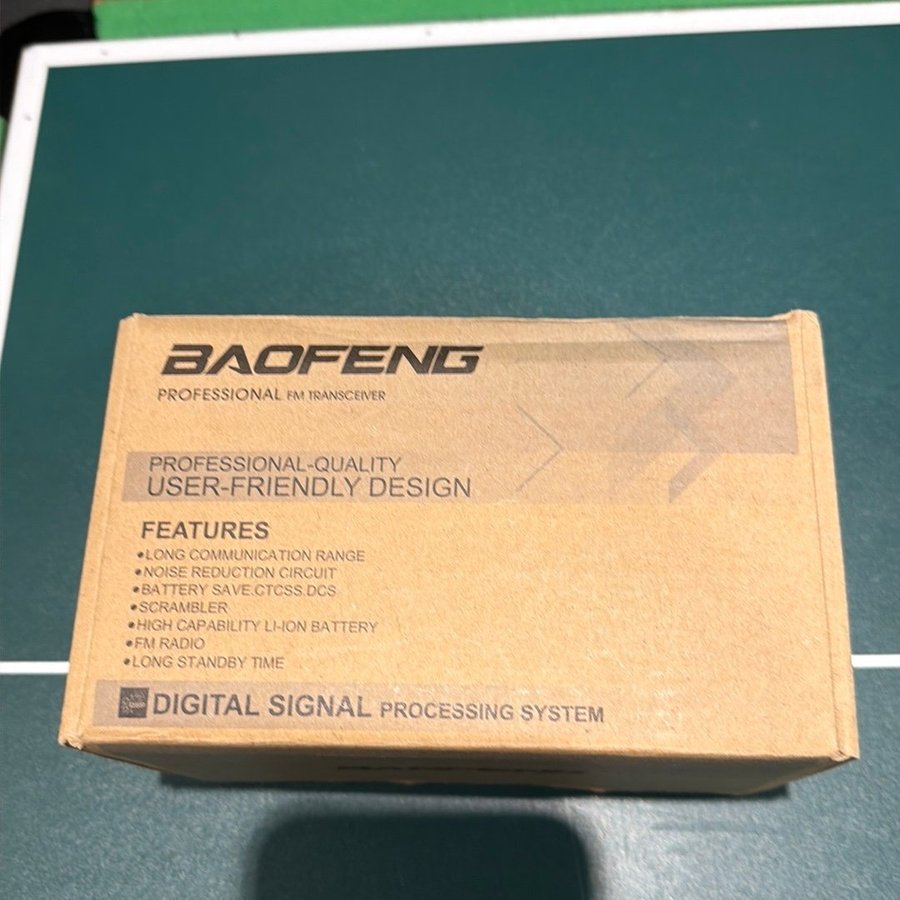 BAOFENG
PROFESSIONAL FM TRANSCEIVER
PROFESSIONAL-QUALITY
USER-FRIENDLY DESIGN
FEATURES
•LONG COMMUNICATION RANGE
•NOISE REDUCTION CIRCUIT
•BATTERY SAVE.CTCSS.DCS
•SCRAMBLER
•HIGH CAPABILITY LI-ION BATTERY
•FM RADIO
•LONG STANDBY TIME
DIGITAL SIGNAL PROCESSING SYSTEM